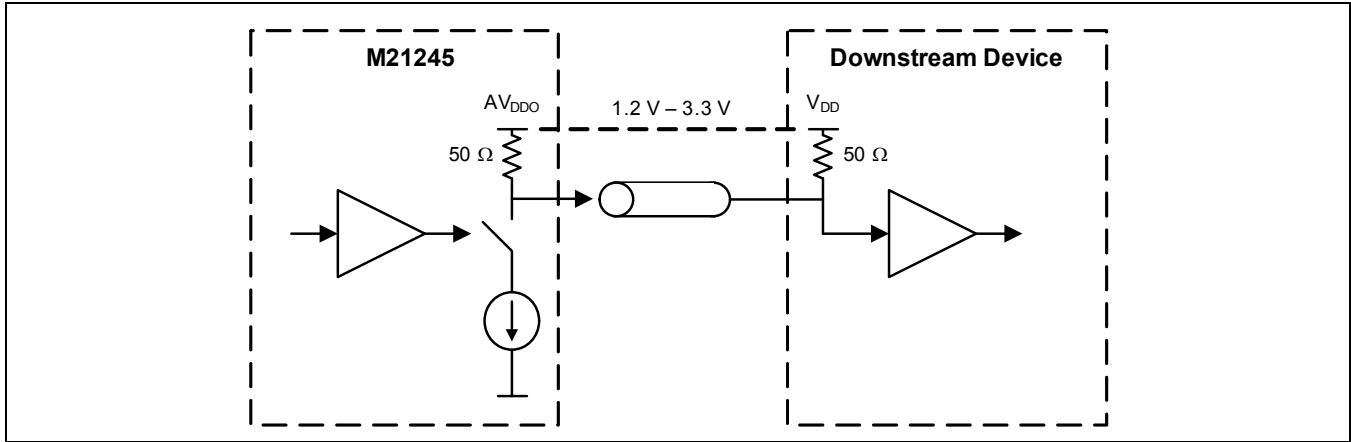 M21245
Downstream Device
AVDDO
1.2 V – 3.3 V
VDD
50 Ω
50 Ω